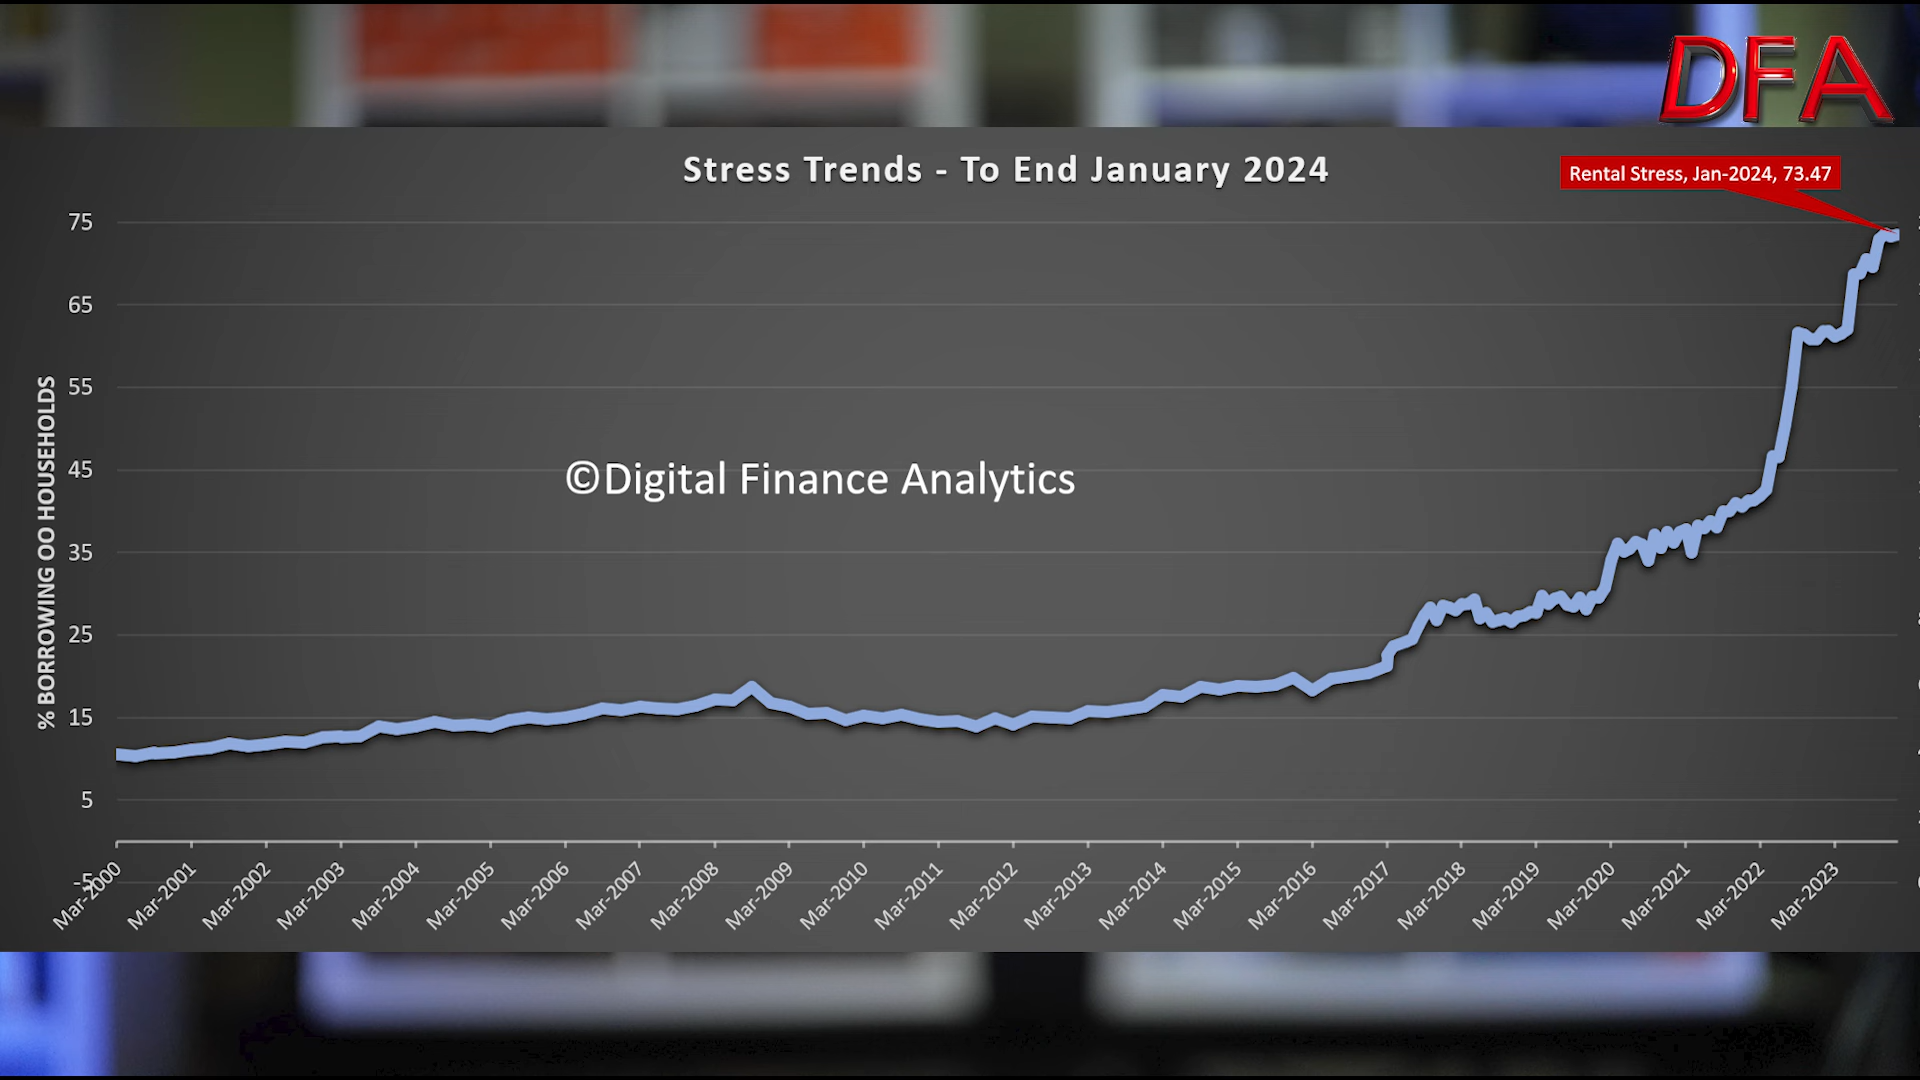 DFA
Stress Trends - To End January 2024
Rental Stress, Jan-2024, 73.47
% BORROWING OO HOUSEHOLDS
75
65
55
45
35
25
15
5
-5
©Digital Finance Analytics
Mar-2000
Mar-2001
Mar-2002
Mar-2003
Mar-2004
Mar-2005
Mar-2006
Mar-2007
Mar-2008
Mar-2009
Mar-2010
Mar-2011
Mar-2012
Mar-2013
Mar-2014
Mar-2015
Mar-2016
Mar-2017
Mar-2018
Mar-2019
Mar-2020
Mar-2021
Mar-2022
Mar-2023